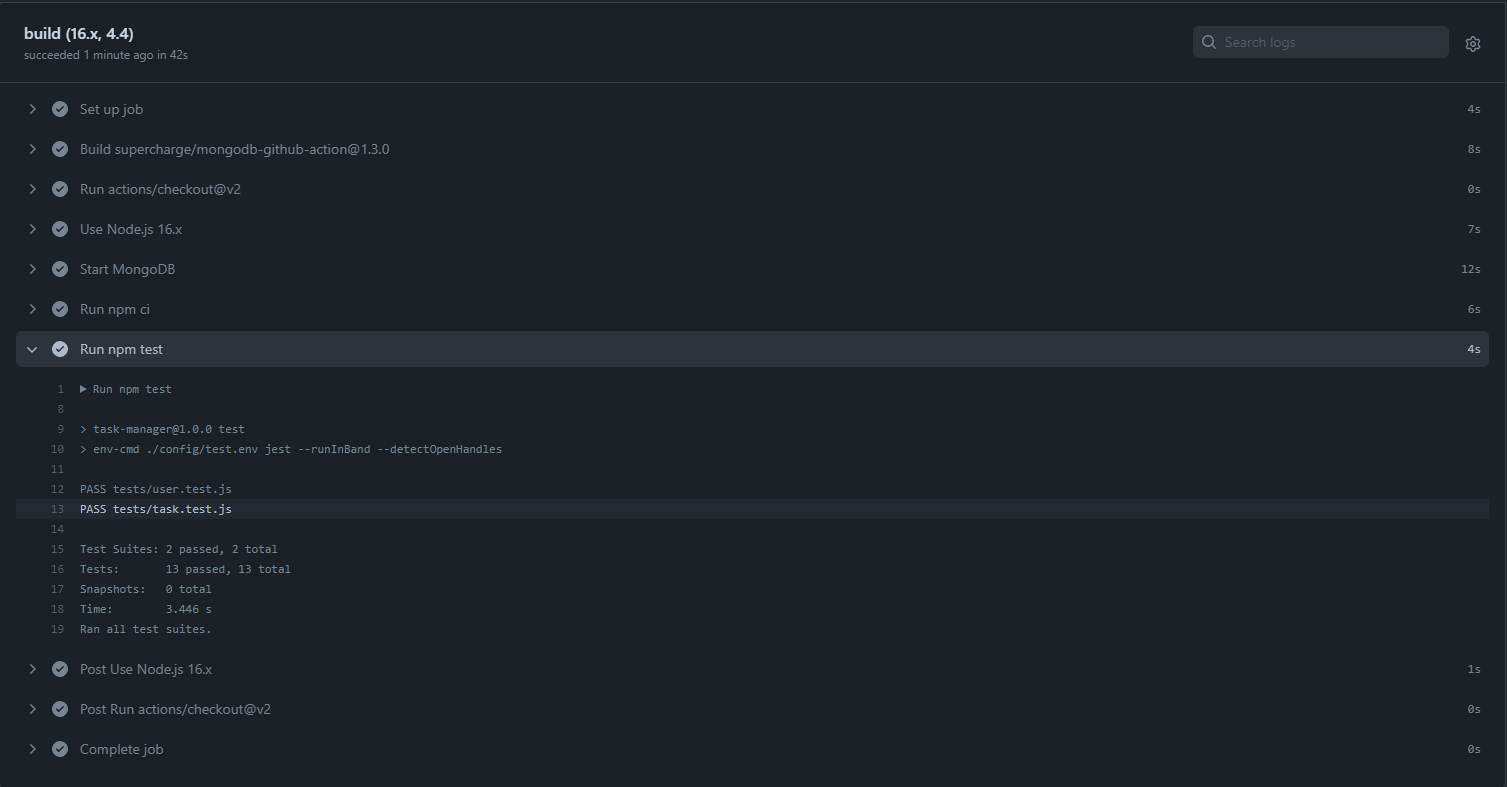 build (16.x, 4.4)
succeeded 1 minute ago in 42s
Search logs
Set up job 4s
Build supercharge/mongodb-github-action@1.3.0 8s
Run actions/checkout@v2 0s
Use Node.js 16.x 7s
Start MongoDB 12s
Run npm ci 6s
Run npm test 4s
1 Run npm test
8
9 > task-manager@1.0.0 test
10 > env-cmd ./config/test.env jest --runInBand --detectOpenHandles
11
12 PASS tests/user.test.js
13 PASS tests/task.test.js
14
15 Test Suites: 2 passed, 2 total
16 Tests: 13 passed, 13 total
17 Snapshots: 0 total
18 Time: 3.446 s
19 Ran all test suites.
Post Use Node.js 16.x 1s
Post Run actions/checkout@v2 0s
Complete job 0s